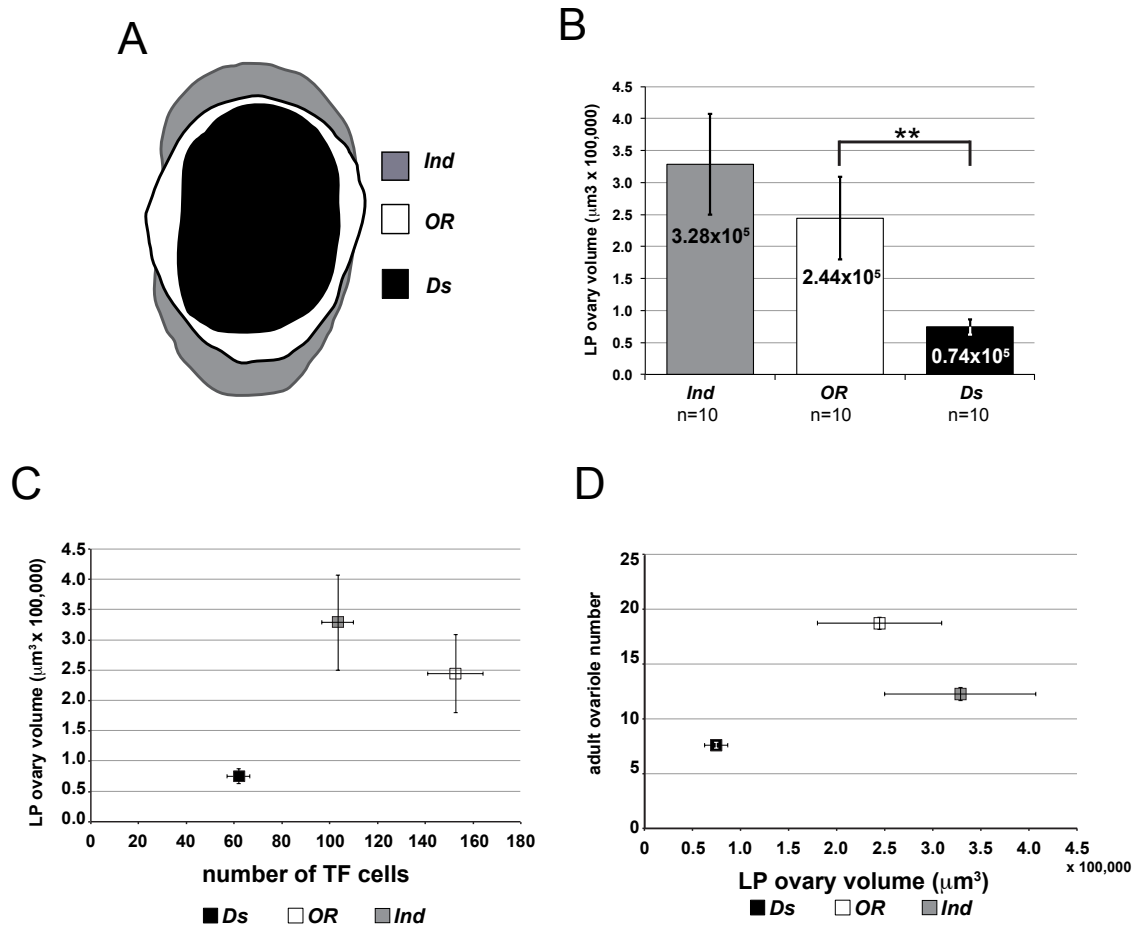 A
Ind
OR
Ds
B
LP ovary volume (μm3 x 100,000)
4.5
4.0
3.5
3.0
2.5
2.0
1.5
1.0
0.5
0.0
**
3.28x10⁵
2.44x10⁵
0.74x10⁵
Ind OR Ds
n=10 n=10 n=10
C
LP ovary volume (μm³ x 100,000)
4.5
4.0
3.5
3.0
2.5
2.0
1.5
1.0
0.5
0.0
0 20 40 60 80 100 120 140 160 180
number of TF cells
Ds OR Ind
D
adult ovariole number
25
20
15
10
5
0
0 0.5 1.0 1.5 2.0 2.5 3.0 3.5 4.0 4.5
x 100,000
LP ovary volume (μm³)
Ds OR Ind